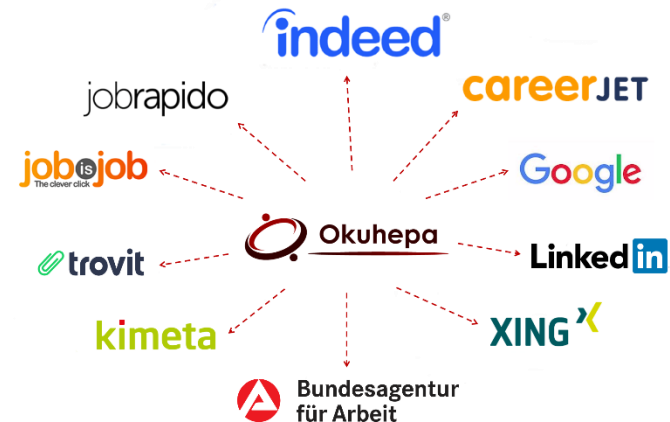 indeed®
jobrapido
careerJET
jobisjob
The clever click
Google
Okuhepa
trovit
Linkedin
kimeta
XING
Bundesagentur
für Arbeit